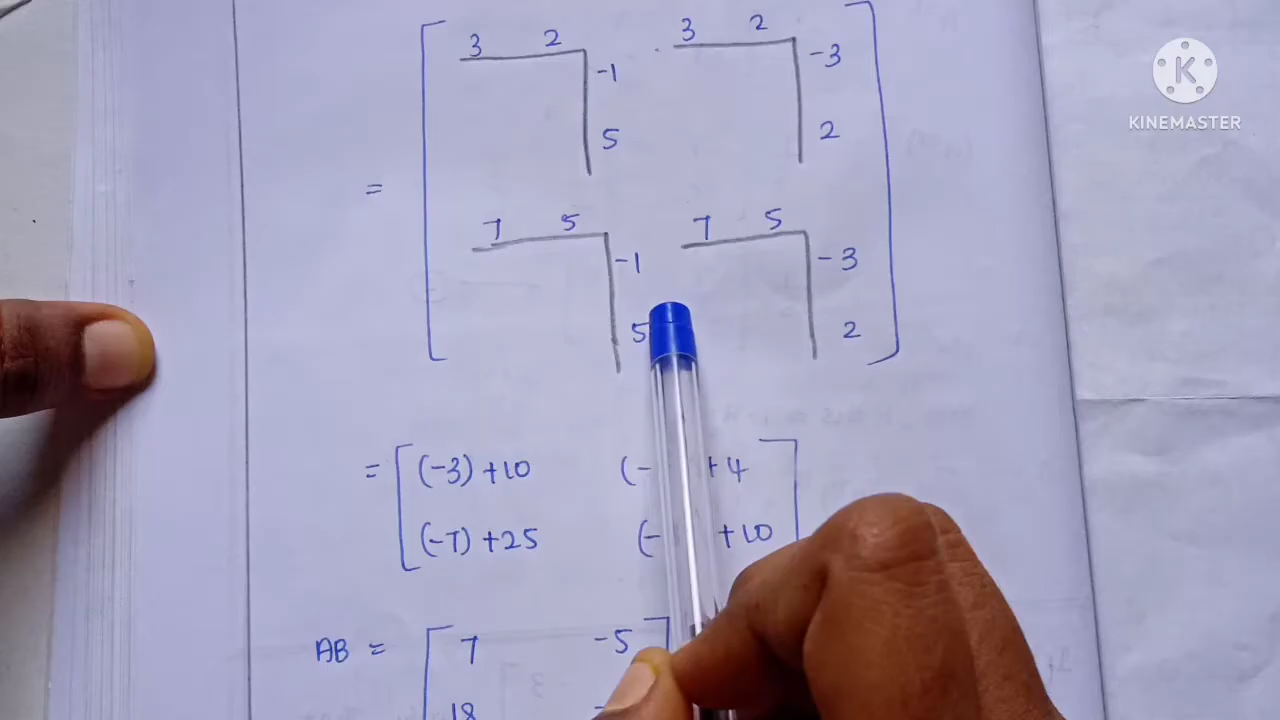 3 2 3 2
-1 -3
5 2
=
7 5 7 5
-1 -3
5 2
= (-3) +10 (- +4
(-7) +25 (- +10
AB = 7 -5
18
KINEMASTER